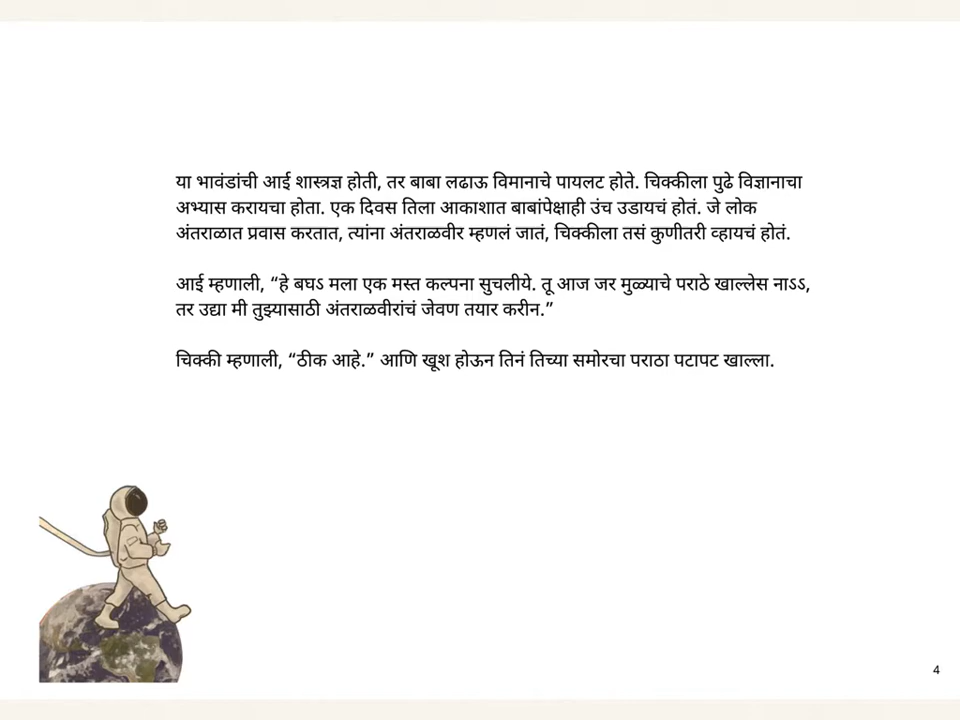 या भावंडांची आई शास्त्रज्ञ होती, तर बाबा लढाऊ विमानाचे पायलट होते. चिक्कीला पुढे विज्ञानाचा
अभ्यास करायचा होता. एक दिवस तिला आकाशात बाबांपेक्षाही उंच उडायचं होतं. जे लोक
अंतराळात प्रवास करतात, त्यांना अंतराळवीर म्हणलं जातं, चिक्कीला तसं कुणीतरी व्हायचं होतं.
आई म्हणाली, “हे बघऽ मला एक मस्त कल्पना सुचलीये. तू आज जर मुळ्याचे पराठे खाल्लेस नाऽऽ,
तर उद्या मी तुझ्यासाठी अंतराळवीरांचं जेवण तयार करीन.”
चिक्की म्हणाली, “ठीक आहे.” आणि खूश होऊन तिनं तिच्या समोरचा पराठा पटापट खाल्ला.
4